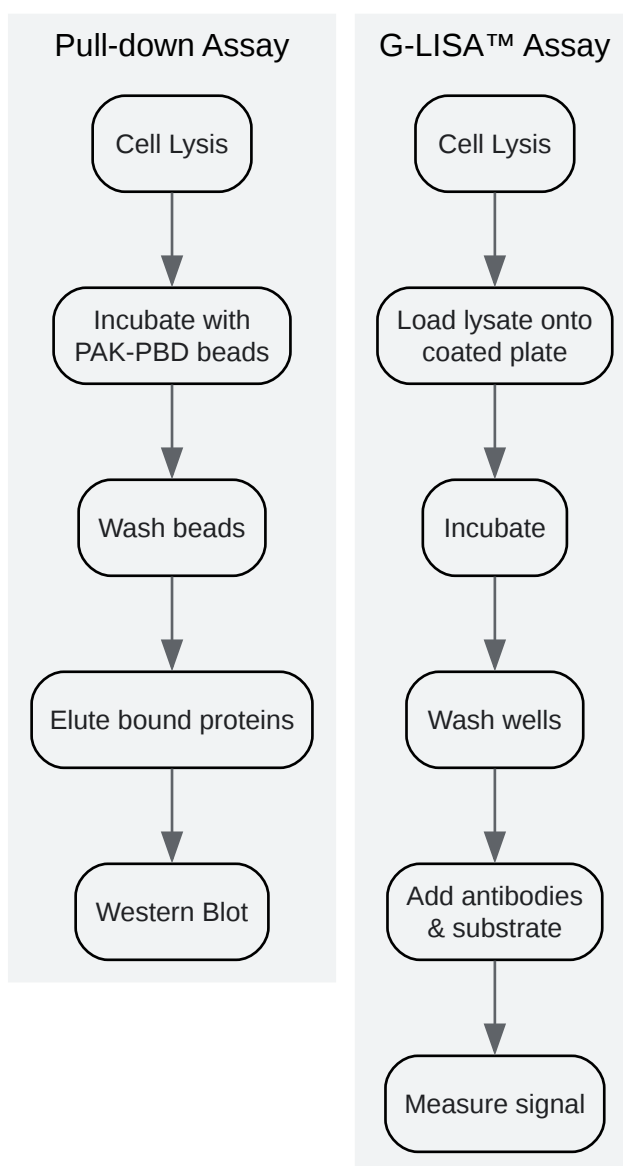 Pull-down Assay
Cell Lysis
Incubate with
PAK-PBD beads
Wash beads
Elute bound proteins
Western Blot
G-LISA™ Assay
Cell Lysis
Load lysate onto
coated plate
Incubate
Wash wells
Add antibodies
& substrate
Measure signal